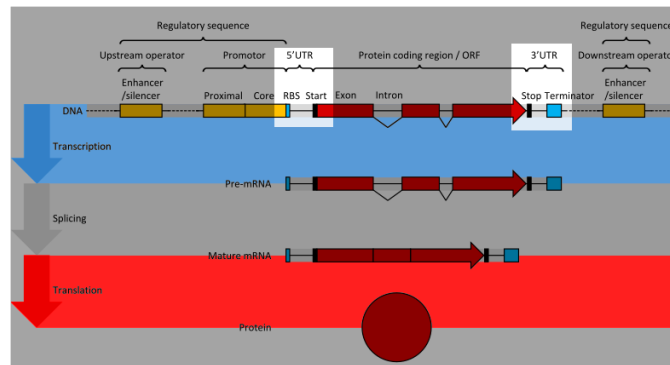 Regulatory sequence
Regulatory sequence
Upstream operator
Promotor
5'UTR
Protein coding region / ORF
3'UTR
Downstream operator
Enhancer
/silencer
Proximal
Core
RBS
Start
Exon
Intron
Stop
Terminator
Enhancer
/silencer
DNA
Transcription
Pre-mRNA
Splicing
Mature mRNA
Translation
Protein